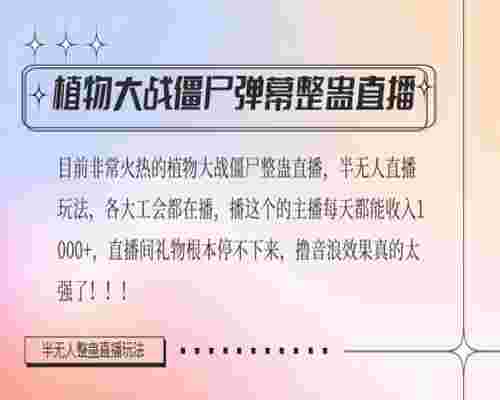 植物大战僵尸弹幕整蛊直播
目前非常火热的植物大战僵尸整蛊直播，半无人直播
玩法，各大工会都在播，播这个的主播每天都能收入1
000+，直播间礼物根本停不下来，撸音浪效果真的太
强了！！！
半无人整蛊直播玩法